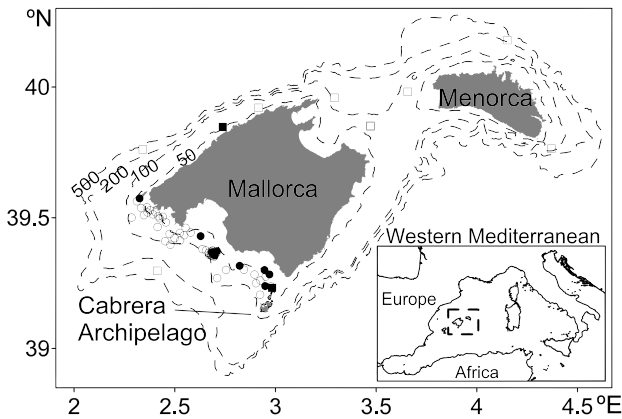 ºN
40
39.5
39
Menorca
Mallorca
500
200
100
50
Cabrera
Archipelago
Western Mediterranean
Europe
Africa
2
2.5
3
3.5
4
4.5
ºE